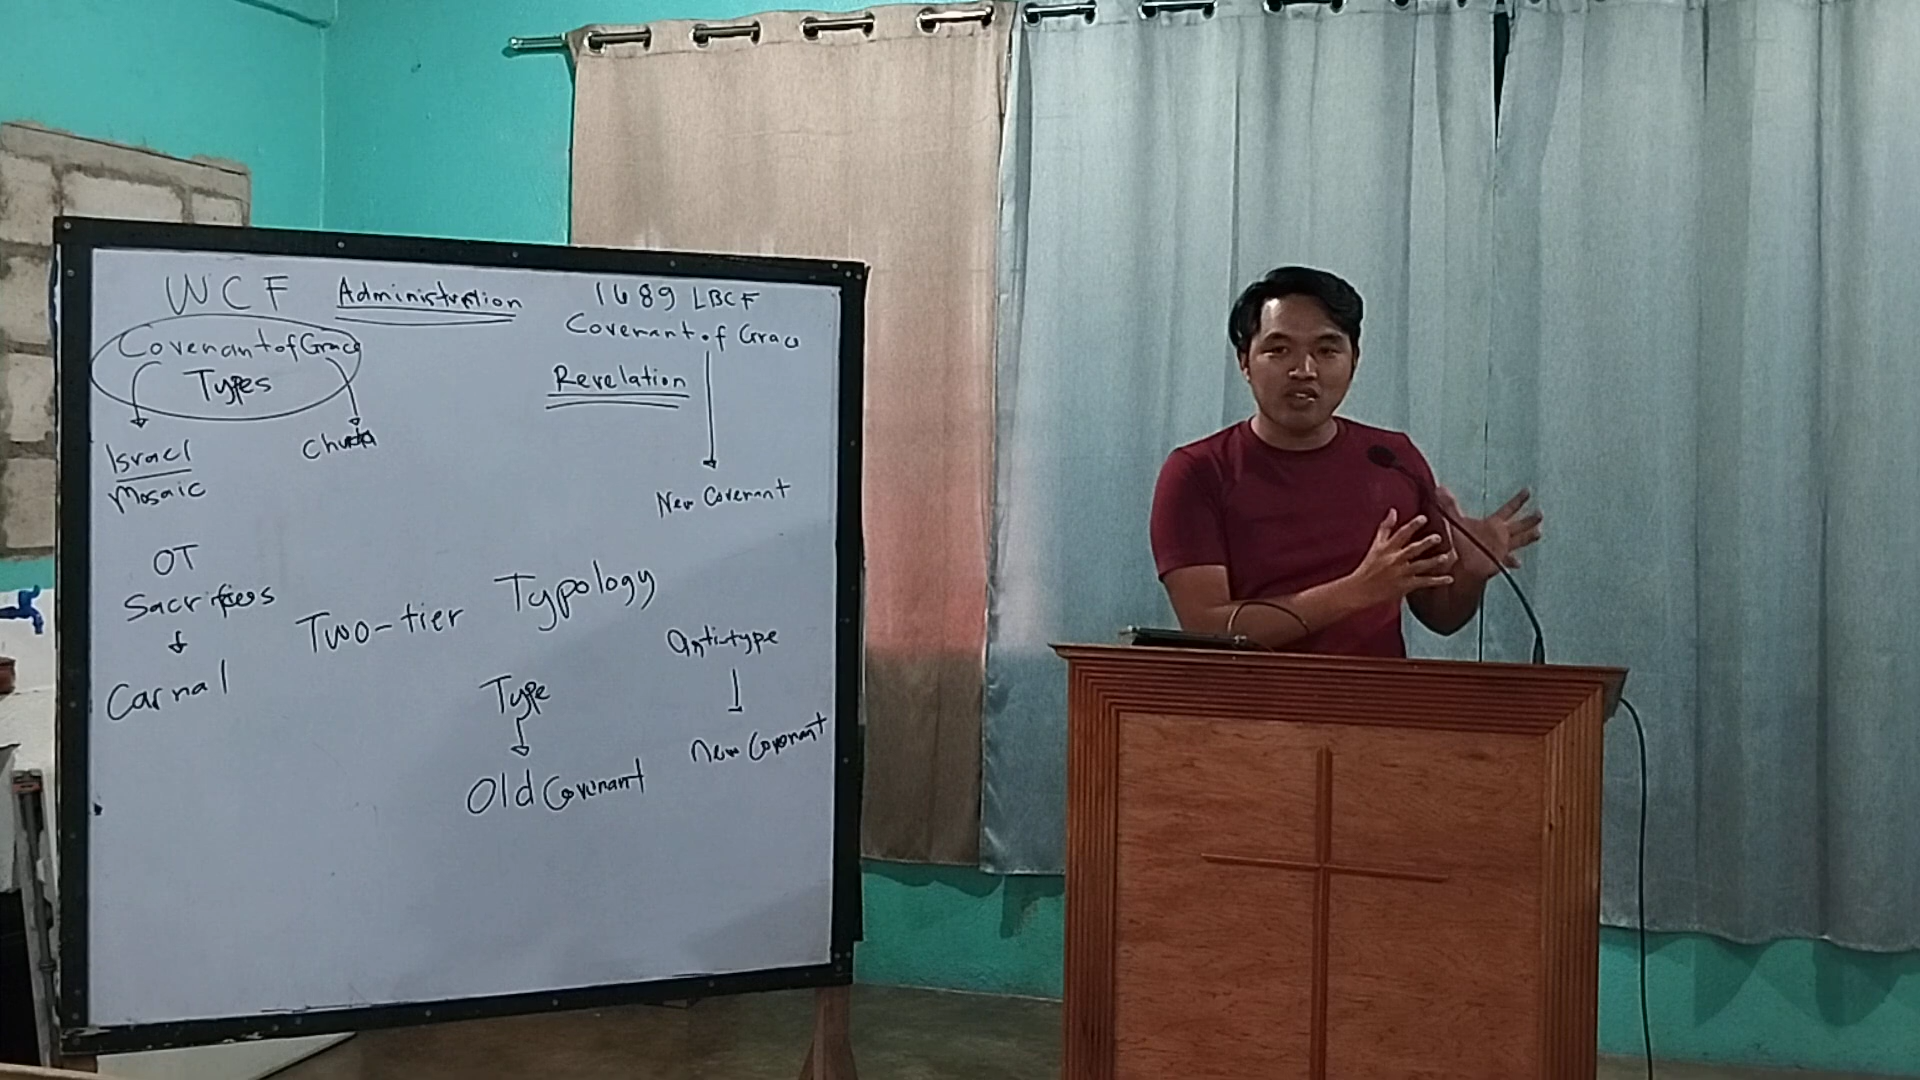 WCF Administration 1689 LBCF
Covenant of Grace
Types
Covenant of Grace
Revelation
Israel
Mosaic
Church
New Covenant
OT
Sacrifices
Carnal
Two-tier Typology
Type
Old Covenant
Antitype
New Covenant